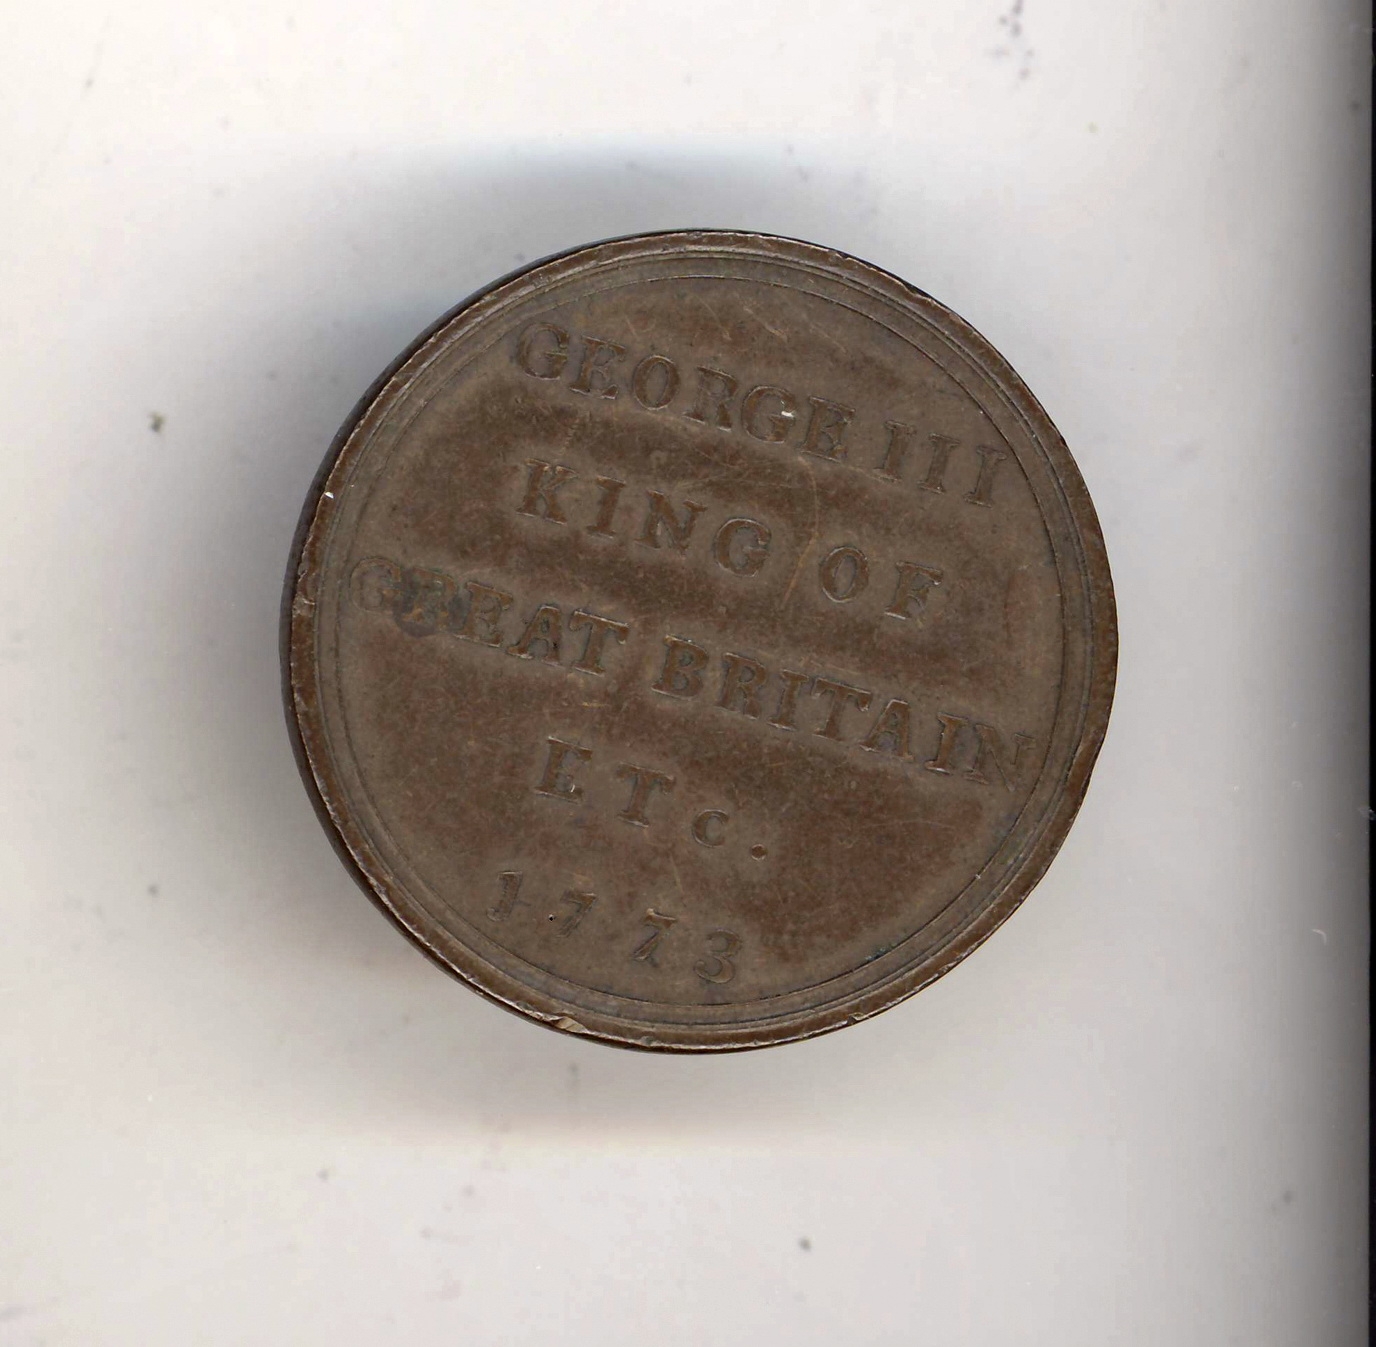 GEORGE III
KING OF
GREAT BRITAIN
ETc.
1773